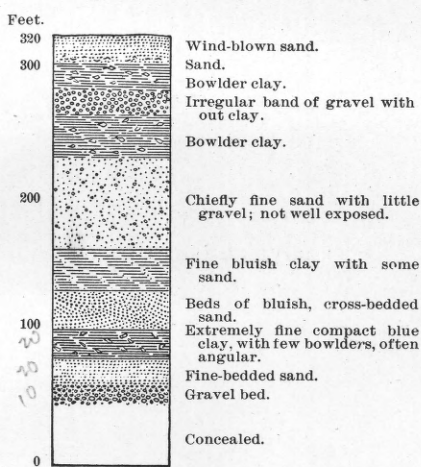 Feet.
320 Wind-blown sand.
300 Sand.
Bowlder clay.
Irregular band of gravel with
out clay.
Bowlder clay.
200 Chiefly fine sand with little
gravel; not well exposed.
Fine bluish clay with some
sand.
Beds of bluish, cross-bedded
sand.
100 Extremely fine compact blue
clay, with few bowlders, often
angular.
Fine-bedded sand.
Gravel bed.
Concealed.
0